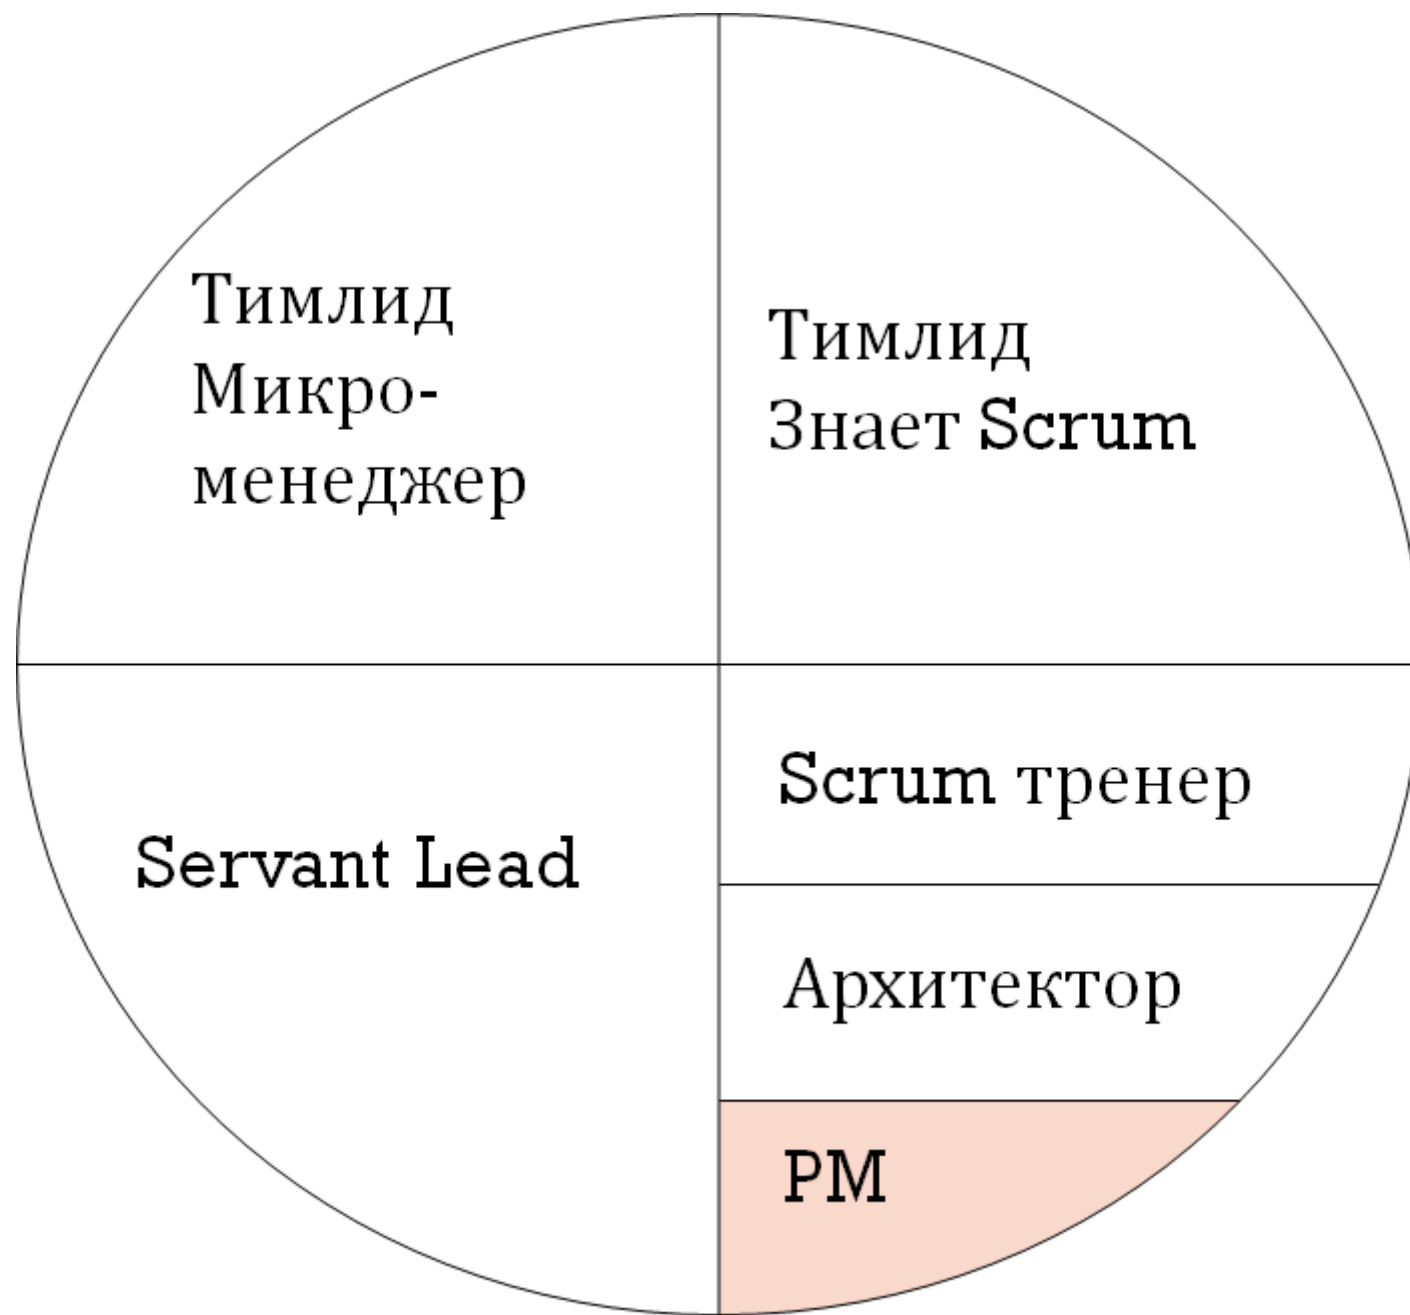 Тимлид
Микро-
менеджер
Тимлид
Знает Scrum
Servant Lead
Scrum тренер
Архитектор
PM